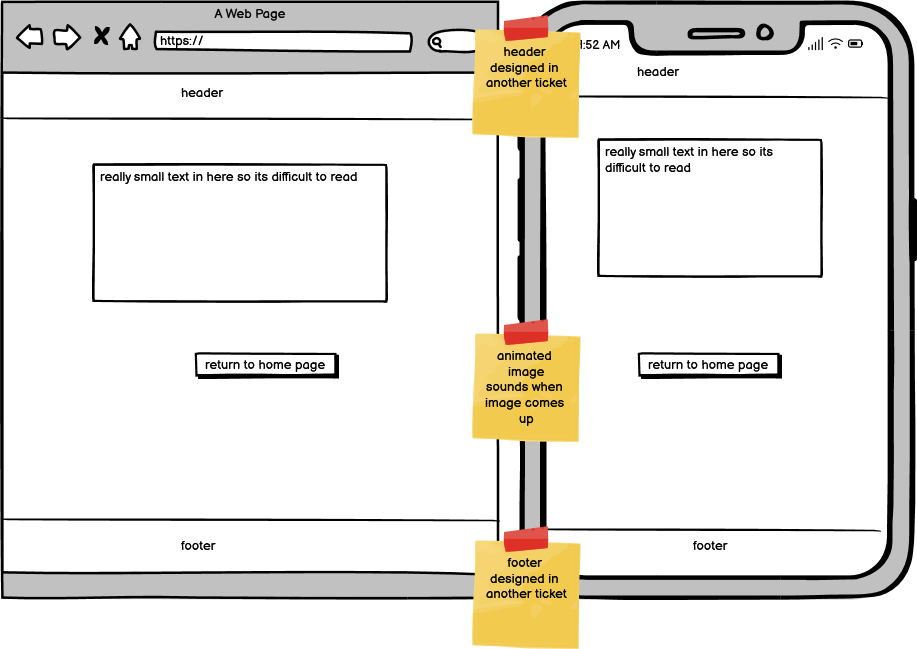 A Web Page
https://
header
really small text in here so its difficult to read
return to home page
footer
header
designed in
another ticket
animated
image
sounds when
image comes
up
footer
designed in
another ticket
:52 AM
header
really small text in here so its
difficult to read
return to home page
footer